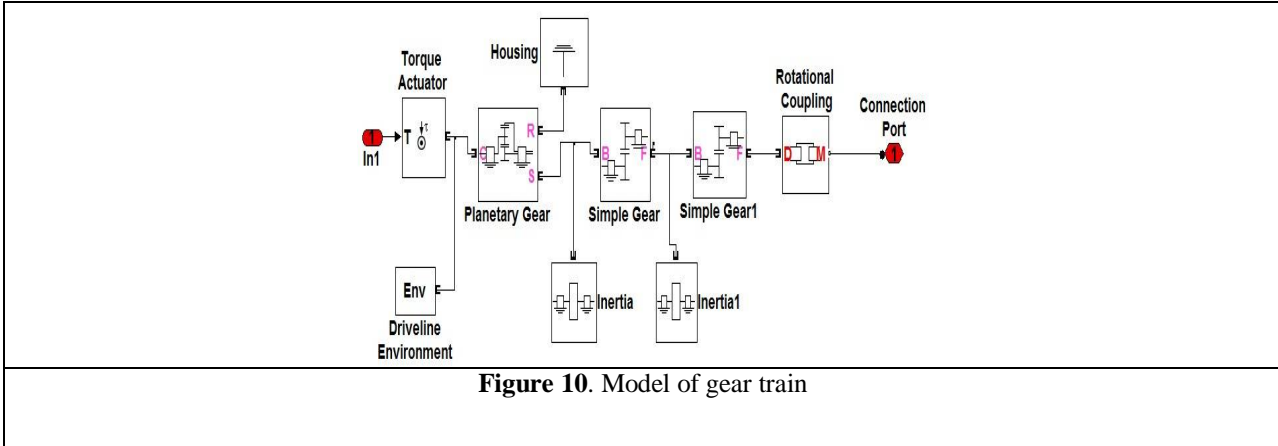 Housing
Torque
Actuator
Rotational
Coupling
Connection
Port
T
τ
1
In1
C
R
S
B
F
B
F
D
M
1
Planetary Gear
Simple Gear
Simple Gear1
Env
Inertia
Inertia1
Driveline
Environment
Figure 10. Model of gear train